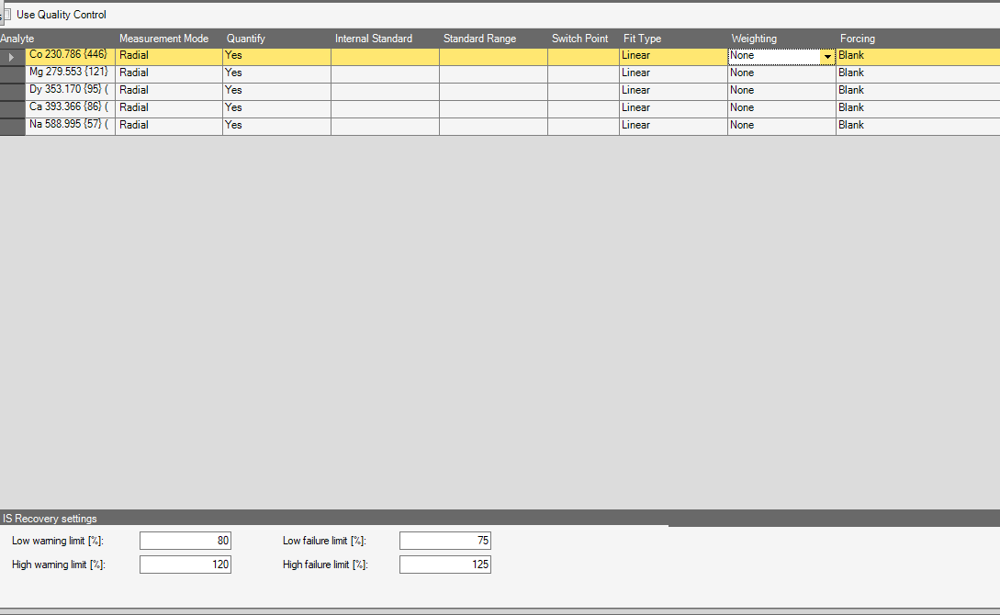 Use Quality Control
Analyte Measurement Mode Quantify Internal Standard Standard Range Switch Point Fit Type Weighting Forcing
Co 230.786 {446} Radial Yes Linear None Blank
Mg 279.553 {121} Radial Yes Linear None Blank
Dy 353.170 {95} ( Radial Yes Linear None Blank
Ca 393.366 {86} ( Radial Yes Linear None Blank
Na 588.995 {57} ( Radial Yes Linear None Blank
IS Recovery settings
Low warning limit [%]: 80 Low failure limit [%]: 75
High warning limit [%]: 120 High failure limit [%]: 125